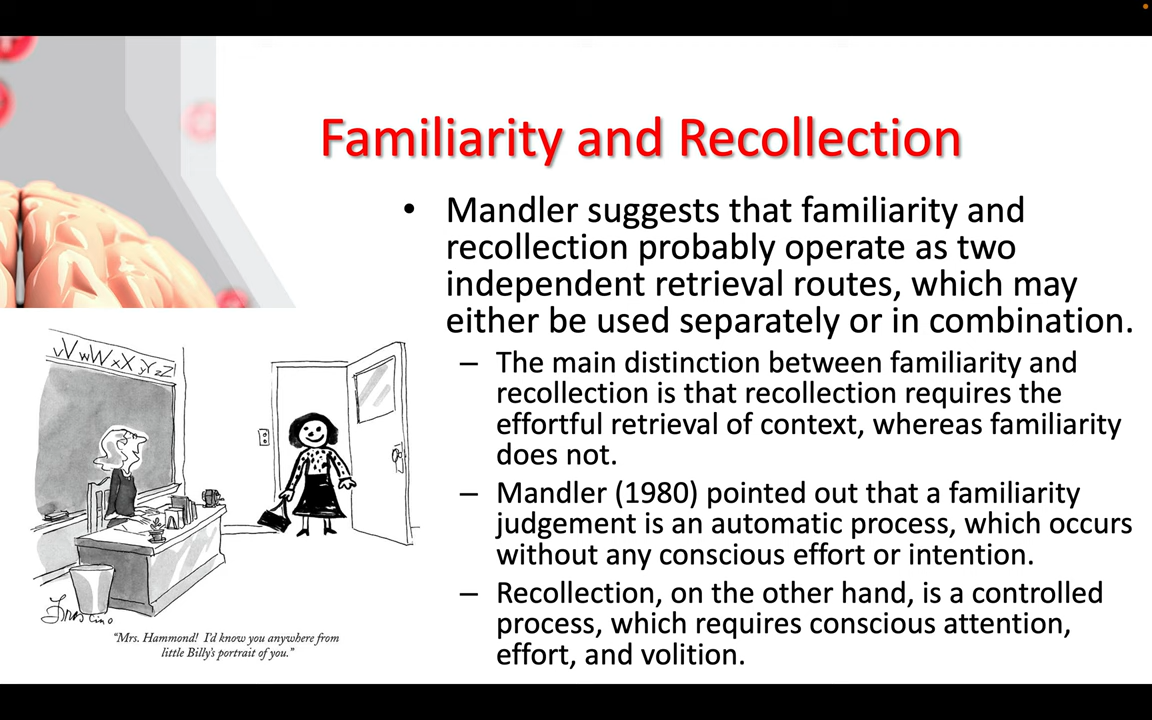 Familiarity and Recollection
• Mandler suggests that familiarity and
recollection probably operate as two
independent retrieval routes, which may
either be used separately or in combination.
– The main distinction between familiarity and
recollection is that recollection requires the
effortful retrieval of context, whereas familiarity
does not.
– Mandler (1980) pointed out that a familiarity
judgement is an automatic process, which occurs
without any conscious effort or intention.
– Recollection, on the other hand, is a controlled
process, which requires conscious attention,
effort, and volition.
vVwWxXyYzZ
"Mrs. Hammond! I'd know you anywhere from
little Billy's portrait of you."